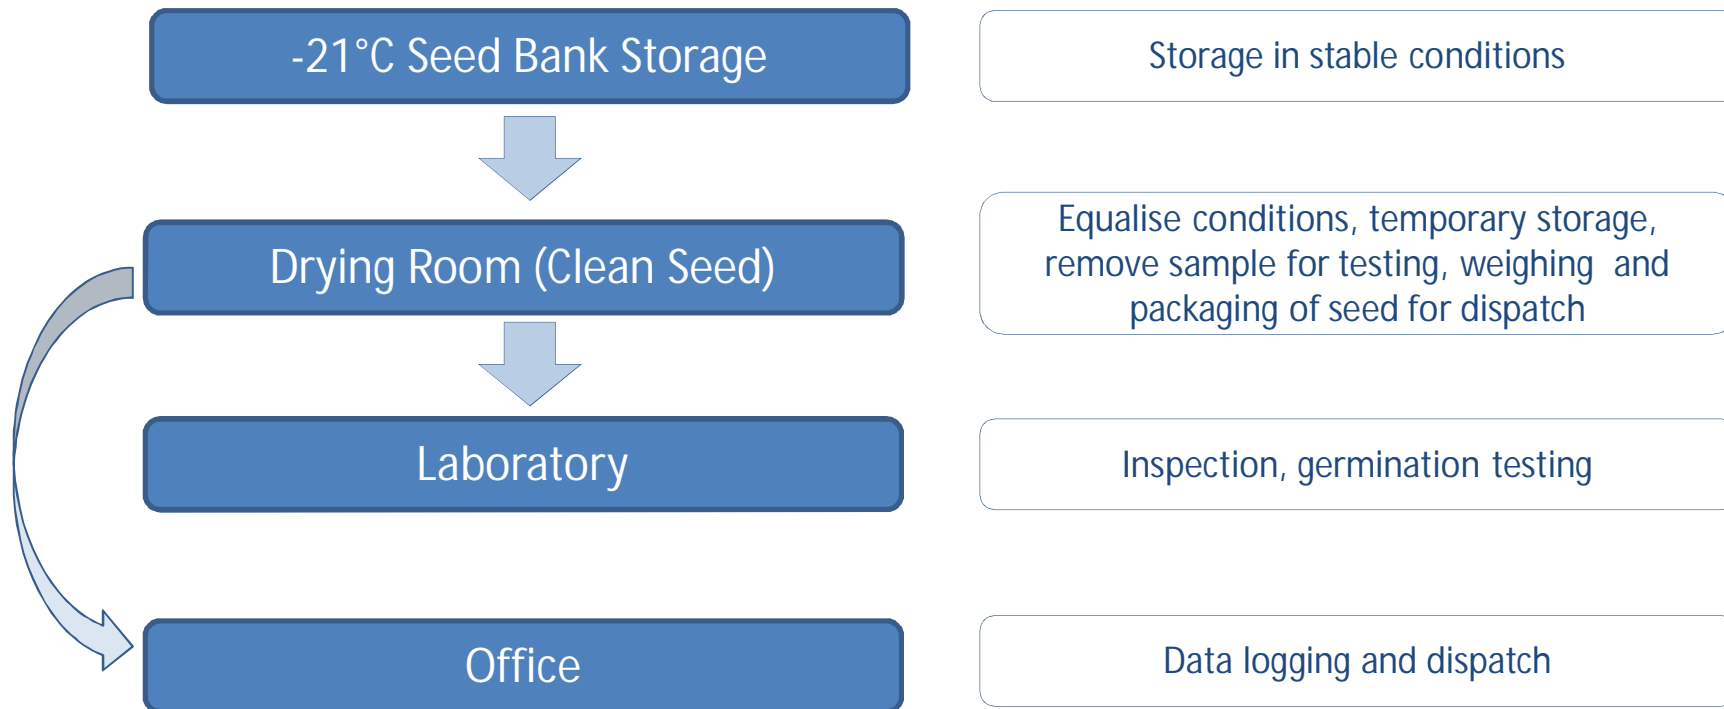 -21°C Seed Bank Storage
Storage in stable conditions
Drying Room (Clean Seed)
Equalise conditions, temporary storage,
remove sample for testing, weighing and
packaging of seed for dispatch
Laboratory
Inspection, germination testing
Office
Data logging and dispatch